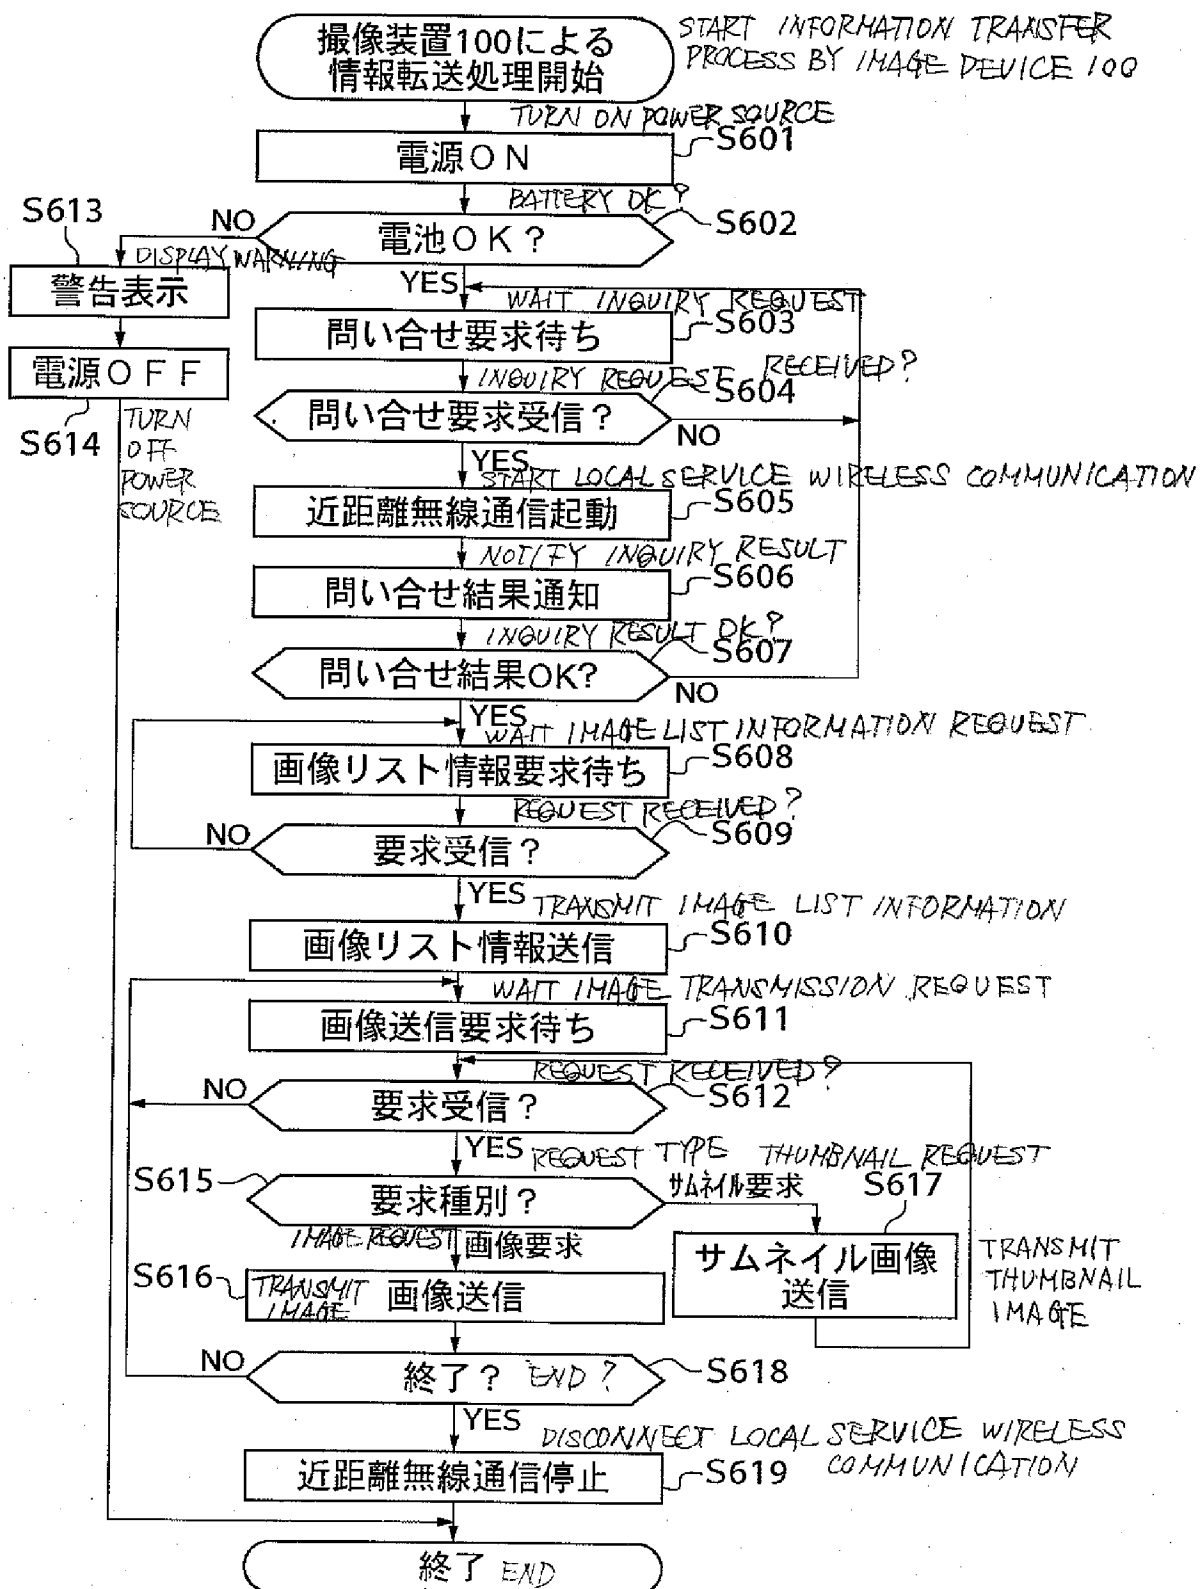 撮像装置100による
情報転送処理開始
START INFORMATION TRANSFER
PROCESS BY IMAGE DEVICE 100
TURN ON POWER SOURCE
電源ON
S601
BATTERY OK?
電池OK?
S602
NO
YES
S613
DISPLAY WARNING
警告表示
電源OFF
S614
TURN
OFF
POWER
SOURCE
WAIT INQUIRY REQUEST
問い合せ要求待ち
S603
INQUIRY REQUEST RECEIVED?
問い合せ要求受信?
S604
NO
YES
START LOCAL SERVICE WIRELESS COMMUNICATION
近距離無線通信起動
S605
NOTIFY INQUIRY RESULT
問い合せ結果通知
S606
INQUIRY RESULT OK?
問い合せ結果OK?
S607
NO
YES
WAIT IMAGE LIST INFORMATION REQUEST
画像リスト情報要求待ち
S608
REQUEST RECEIVED?
要求受信?
S609
NO
YES
TRANSMIT IMAGE LIST INFORMATION
画像リスト情報送信
S610
WAIT IMAGE TRANSMISSION REQUEST
画像送信要求待ち
S611
REQUEST RECEIVED?
要求受信?
S612
NO
YES
REQUEST TYPE
S615
要求種別?
THUMBNAIL REQUEST
サムネイル要求
S617
サムネイル画像
送信
TRANSMIT
THUMBNAIL
IMAGE
IMAGE REQUEST
画像要求
S616
TRANSMIT
IMAGE
画像送信
終了? END?
S618
NO
YES
DISCONNECT LOCAL SERVICE WIRELESS
COMMUNICATION
近距離無線通信停止
S619
終了 END